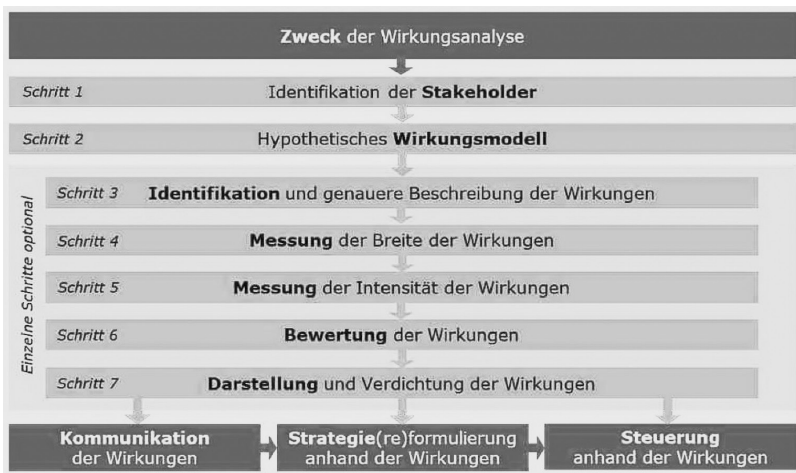 Zweck der Wirkungsanalyse
Schritt 1 Identifikation der Stakeholder
Schritt 2 Hypothetisches Wirkungsmodell
Einzelne Schritte optional
Schritt 3 Identifikation und genauere Beschreibung der Wirkungen
Schritt 4 Messung der Breite der Wirkungen
Schritt 5 Messung der Intensität der Wirkungen
Schritt 6 Bewertung der Wirkungen
Schritt 7 Darstellung und Verdichtung der Wirkungen
Kommunikation
der Wirkungen
Strategie(re)formulierung
anhand der Wirkungen
Steuerung
anhand der Wirkungen